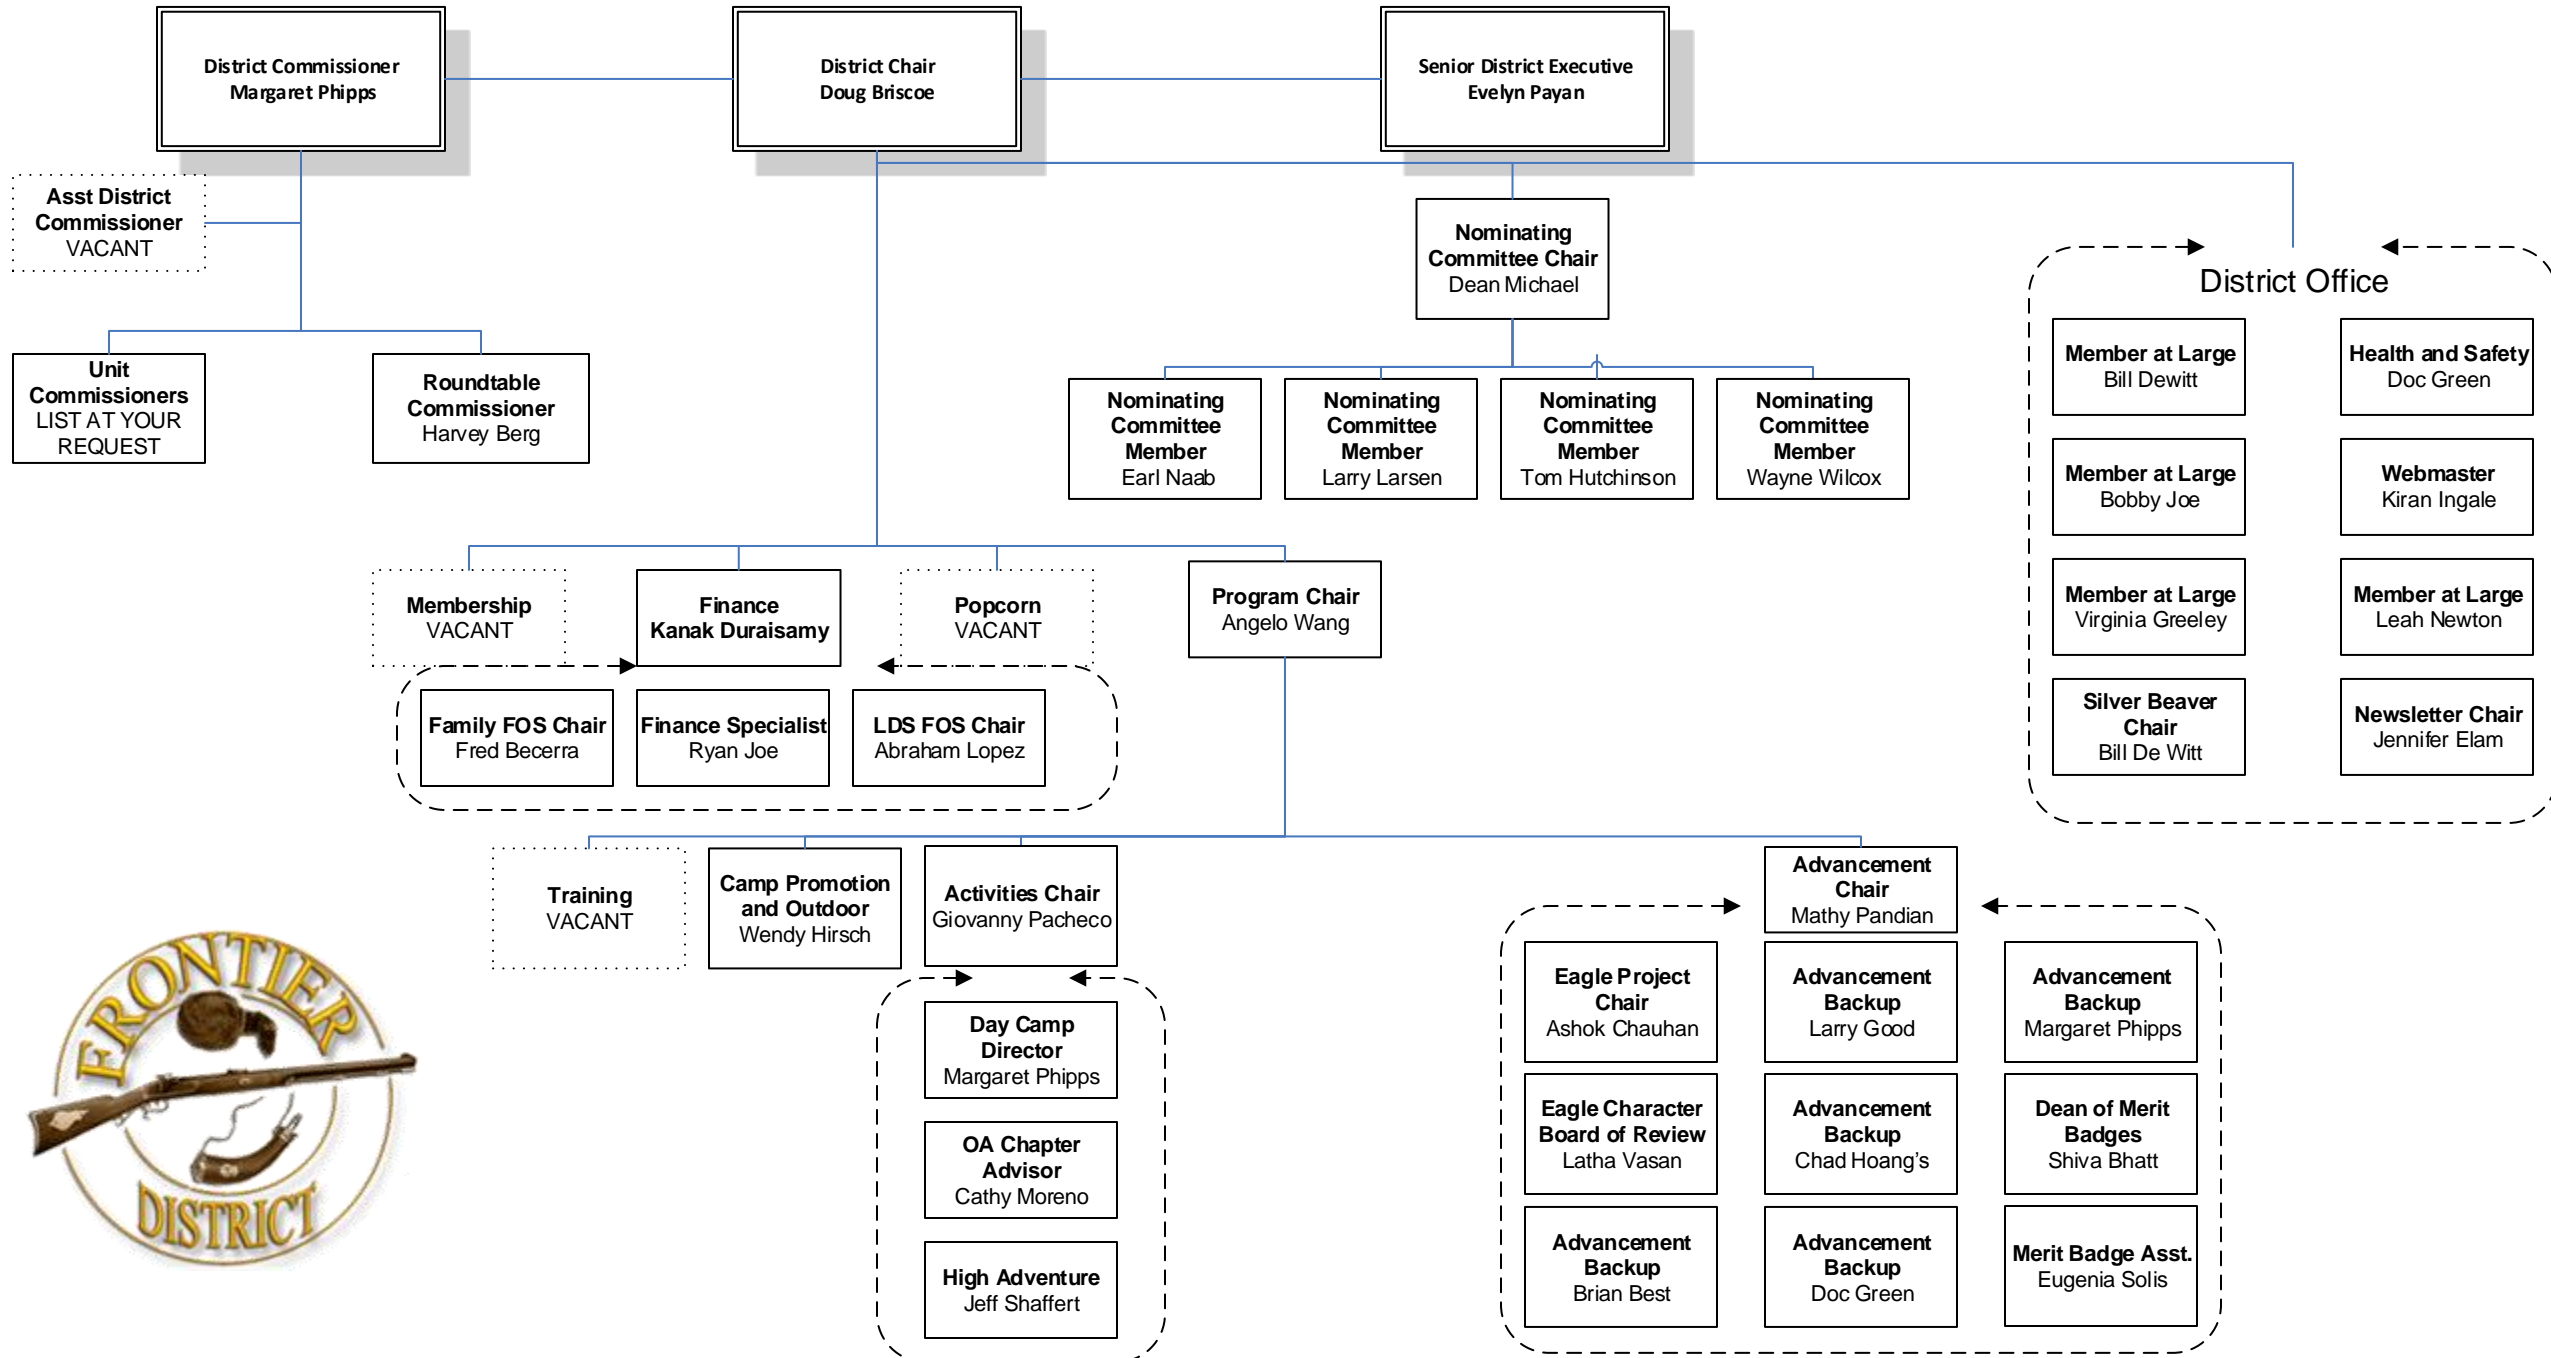 District Commissioner
Margaret Phipps
District Chair
Doug Briscoe
Senior District Executive
Evelyn Payan
Asst District
Commissioner
VACANT
Unit
Commissioners
LIST AT YOUR
REQUEST
Roundtable
Commissioner
Harvey Berg
Nominating
Committee Chair
Dean Michael
Nominating
Committee
Member
Earl Naab
Nominating
Committee
Member
Larry Larsen
Nominating
Committee
Member
Tom Hutchinson
Nominating
Committee
Member
Wayne Wilcox
District Office
Member at Large
Bill Dewitt
Health and Safety
Doc Green
Member at Large
Bobby Joe
Webmaster
Kiran Ingale
Member at Large
Virginia Greeley
Member at Large
Leah Newton
Silver Beaver
Chair
Bill De Witt
Newsletter Chair
Jennifer Elam
Membership
VACANT
Finance
Kanak Duraisamy
Popcorn
VACANT
Program Chair
Angelo Wang
Family FOS Chair
Fred Becerra
Finance Specialist
Ryan Joe
LDS FOS Chair
Abraham Lopez
Training
VACANT
Camp Promotion
and Outdoor
Wendy Hirsch
Activities Chair
Giovanny Pacheco
Advancement
Chair
Mathy Pandian
Day Camp
Director
Margaret Phipps
OA Chapter
Advisor
Cathy Moreno
High Adventure
Jeff Shaffert
Eagle Project
Chair
Ashok Chauhan
Advancement
Backup
Larry Good
Advancement
Backup
Margaret Phipps
Eagle Character
Board of Review
Latha Vasan
Advancement
Backup
Chad Hoang’s
Dean of Merit
Badges
Shiva Bhatt
Advancement
Backup
Brian Best
Advancement
Backup
Doc Green
Merit Badge Asst.
Eugenia Solis
FRONTIER
DISTRICT